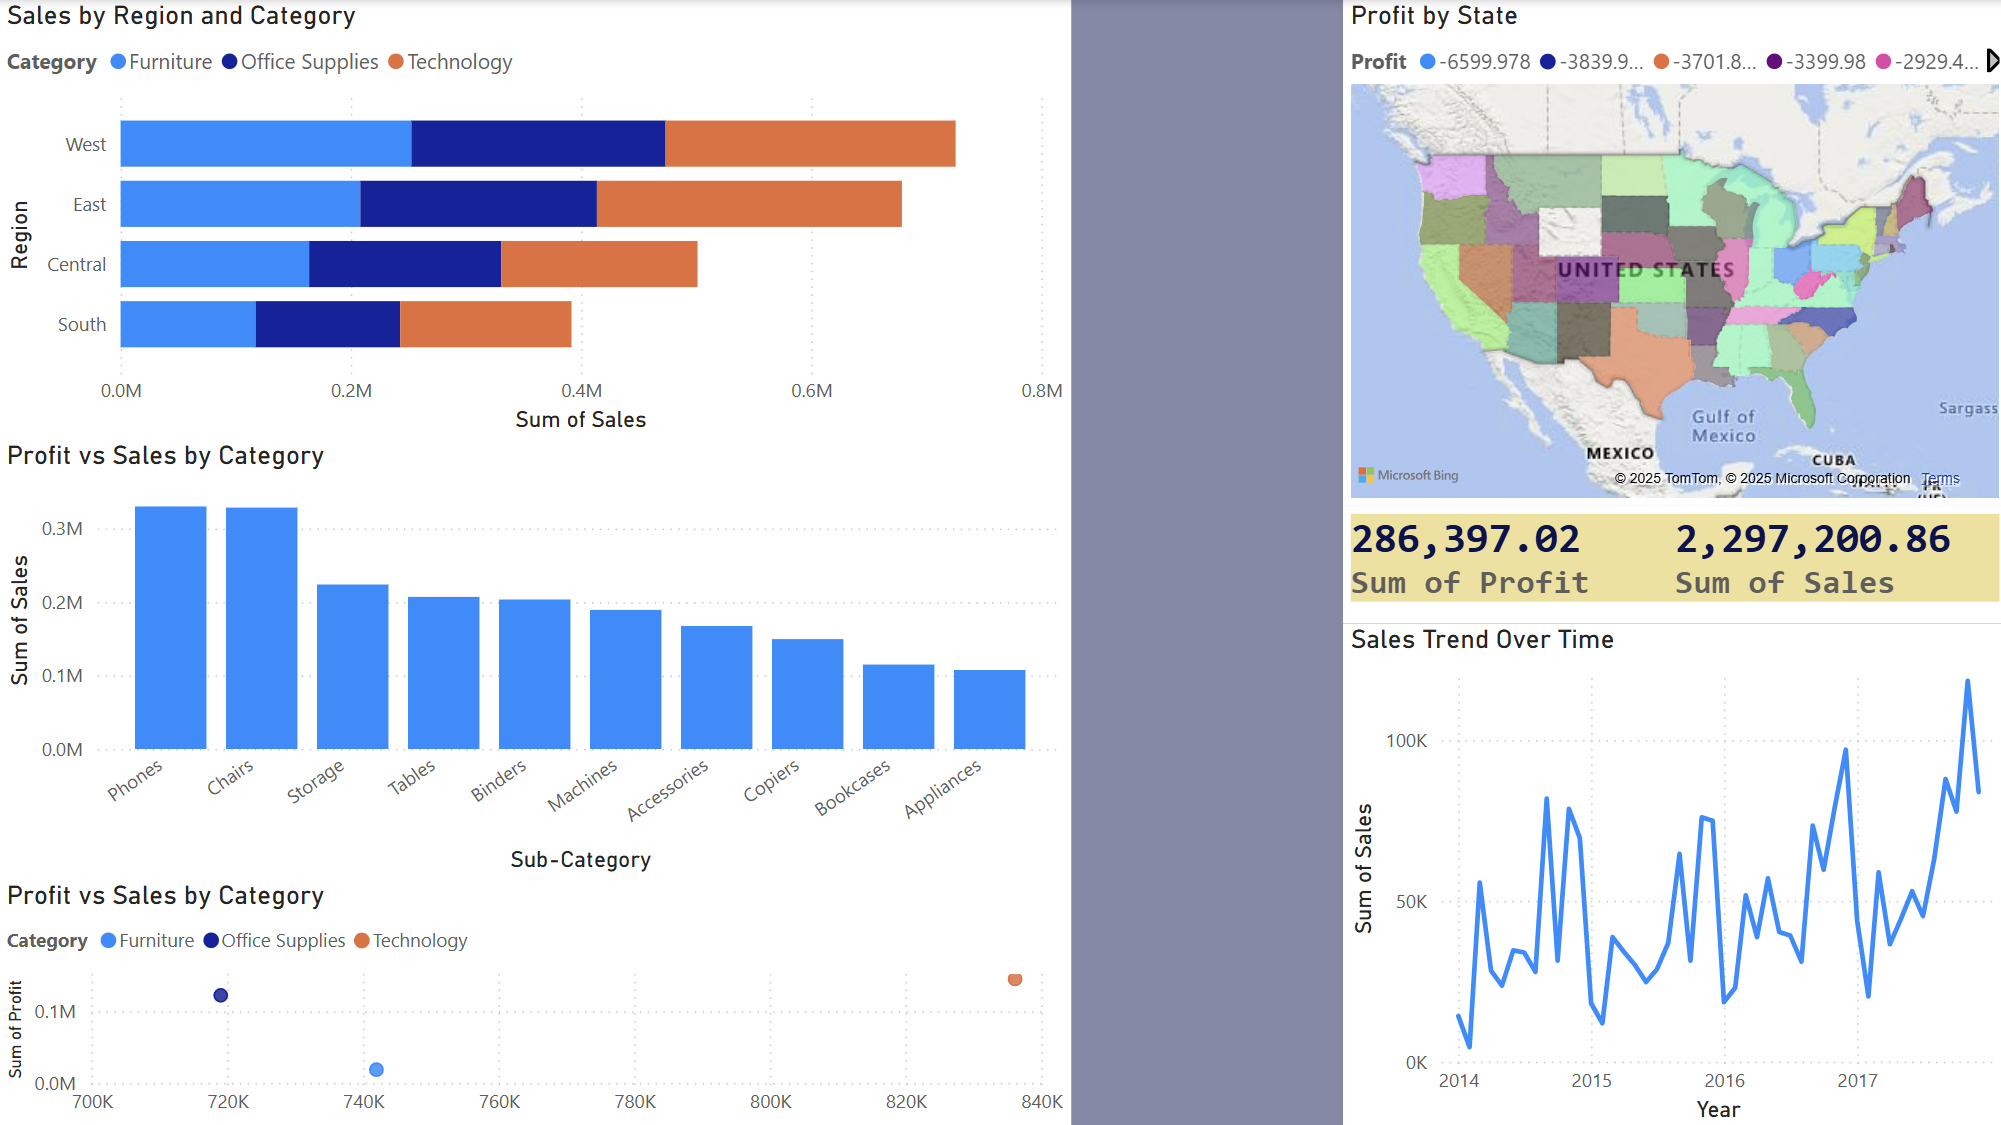 Sales by Region and Category
Category Furniture Office Supplies Technology
Region
West
East
Central
South
0.0M 0.2M 0.4M 0.6M 0.8M
Sum of Sales
Profit vs Sales by Category
Sum of Sales
0.3M
0.2M
0.1M
0.0M
Phones Chairs Storage Tables Binders Machines Accessories Copiers Bookcases Appliances
Sub-Category
Profit vs Sales by Category
Category Furniture Office Supplies Technology
Sum of Profit
0.1M
0.0M
700K 720K 740K 760K 780K 800K 820K 840K
Profit by State
Profit -6599.978 -3839.9... -3701.8... -3399.98 -2929.4...
UNITED STATES
Gulf of
Mexico
Sargass
MEXICO
CUBA
Microsoft Bing
© 2025 TomTom, © 2025 Microsoft Corporation Terms
286,397.02 2,297,200.86
Sum of Profit Sum of Sales
Sales Trend Over Time
Sum of Sales
100K
50K
0K
2014 2015 2016 2017
Year